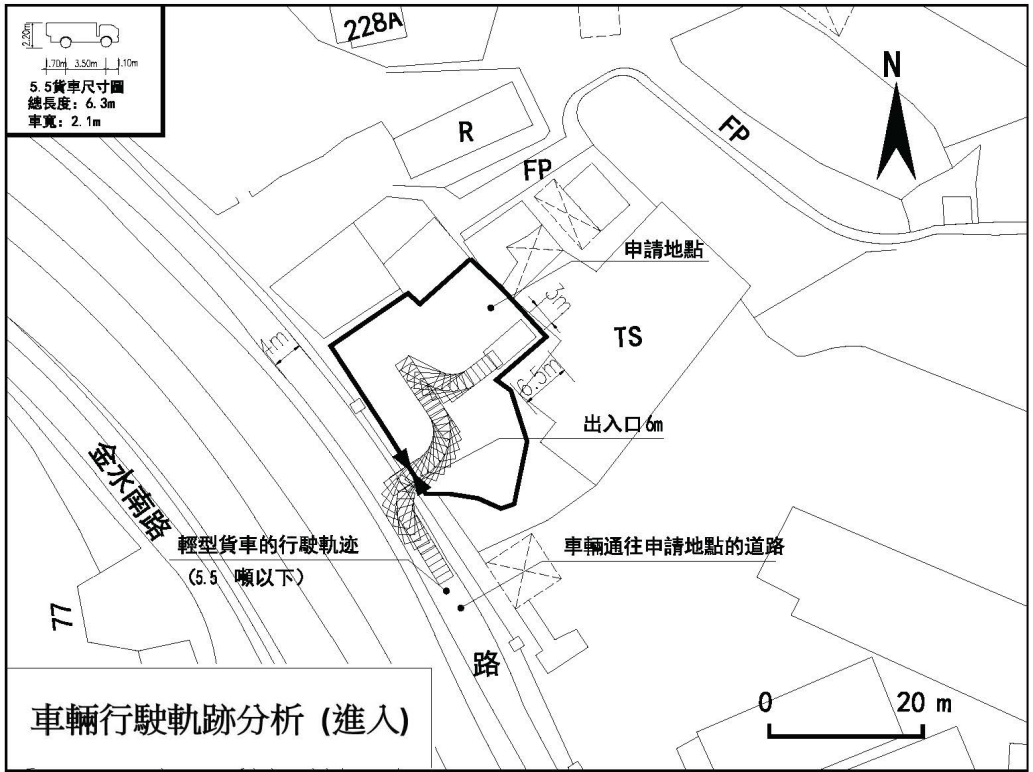 2.20m
1.70m 3.50m 1.10m
5.5貨車尺寸圖
總長度: 6.3m
車寬: 2.1m
228A
N
R
FP
FP
申請地點
3m
TS
4m
6.5m
出入口6m
金水南路
輕型貨車的行駛軌迹
(5.5 噸以下)
車輛通往申請地點的道路
77
路
車輛行駛軌跡分析 (進入)
0 20 m